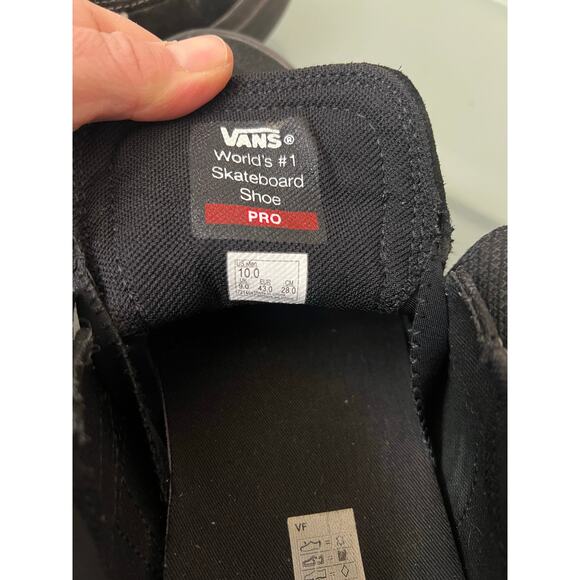 VANS®
World's #1
Skateboard
Shoe
PRO
US Men
10.0
UK EUR CM
9.0 43.0 28.0
VF